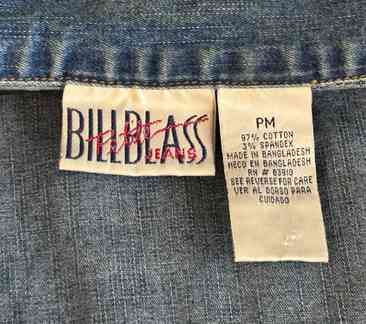 BILLBLASS
Petites
JEANS
PM
97% COTTON
3% SPANDEX
MADE IN BANGLADESH
HECO EN BANGLADESH
RN # 83910
SEE REVERSE FOR CARE
VER AL DORSO PARA
CUIDADO